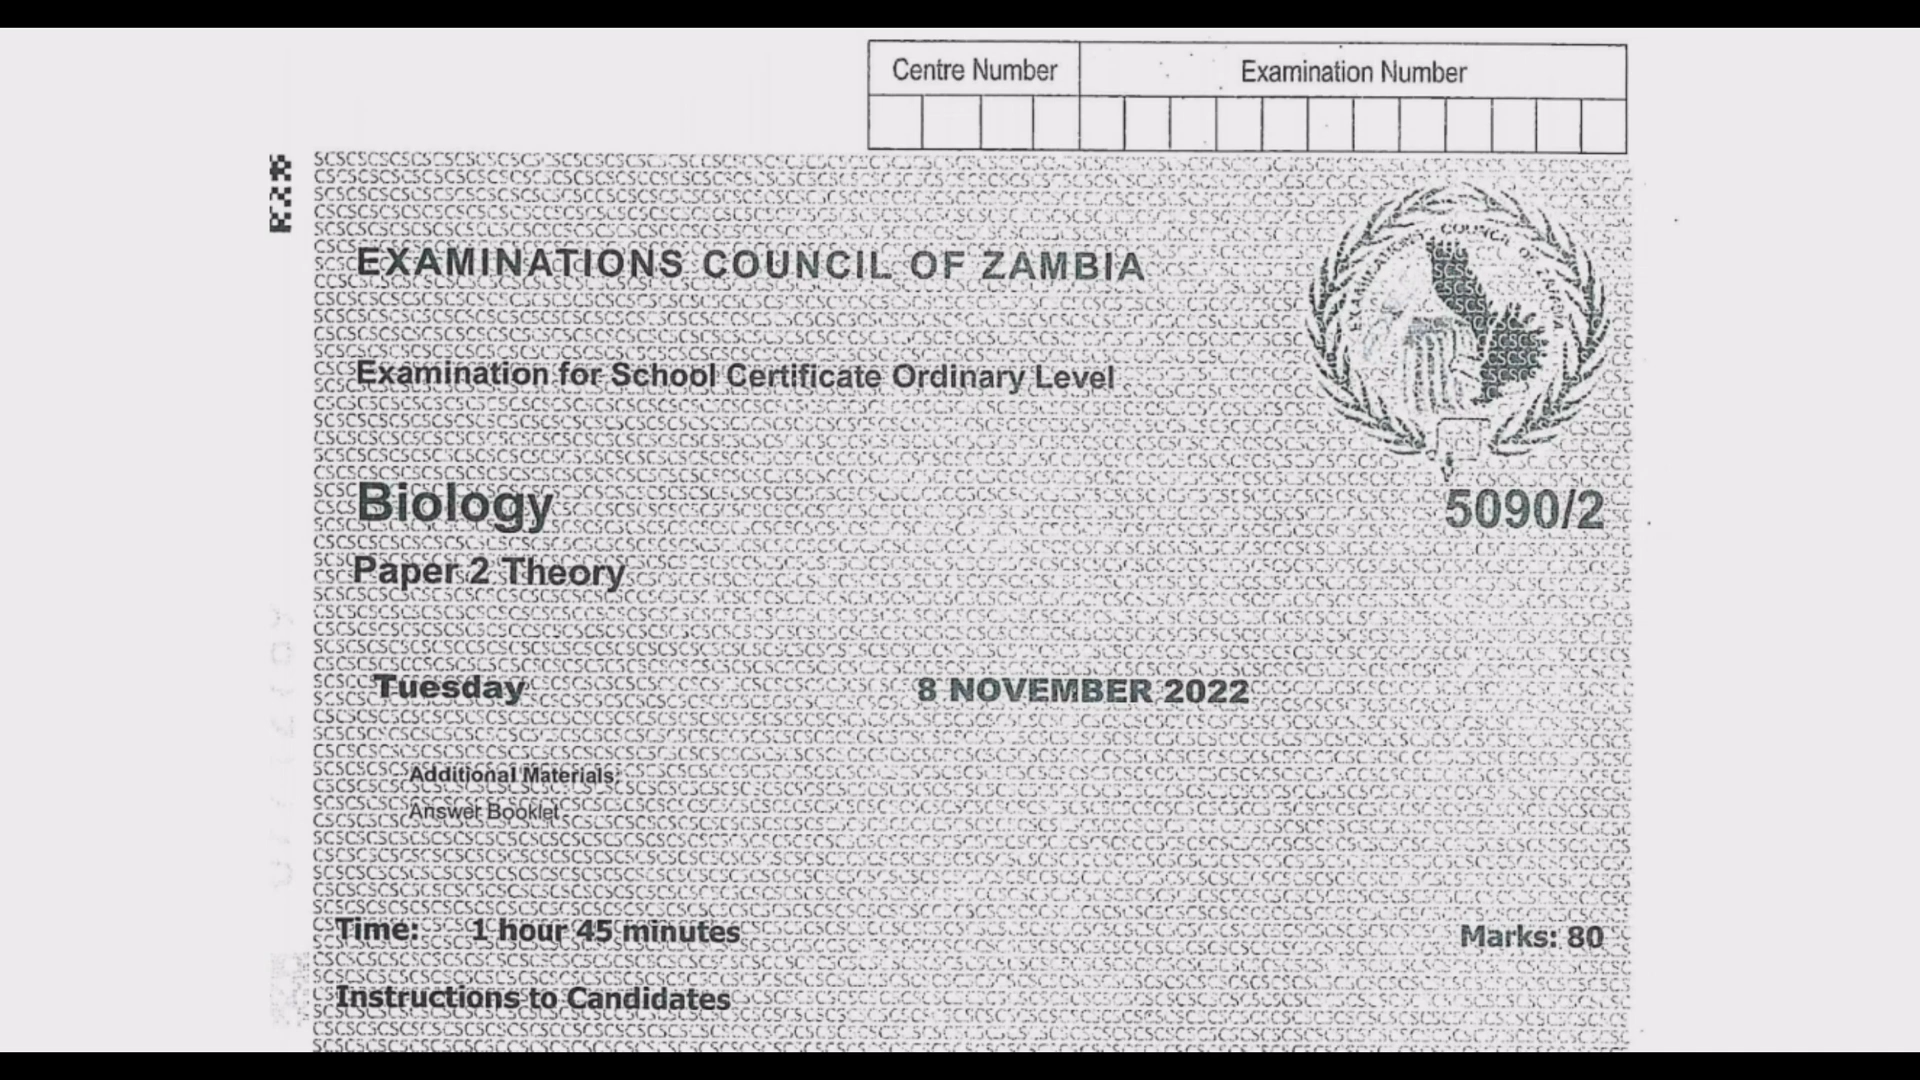 Centre Number Examination Number
EXAMINATIONS COUNCIL OF ZAMBIA
Examination for School Certificate Ordinary Level
Biology 5090/2
Paper 2 Theory
Tuesday 8 NOVEMBER 2022
Additional Materials:
Answer Booklet
Time: 1 hour 45 minutes Marks: 80
Instructions to Candidates